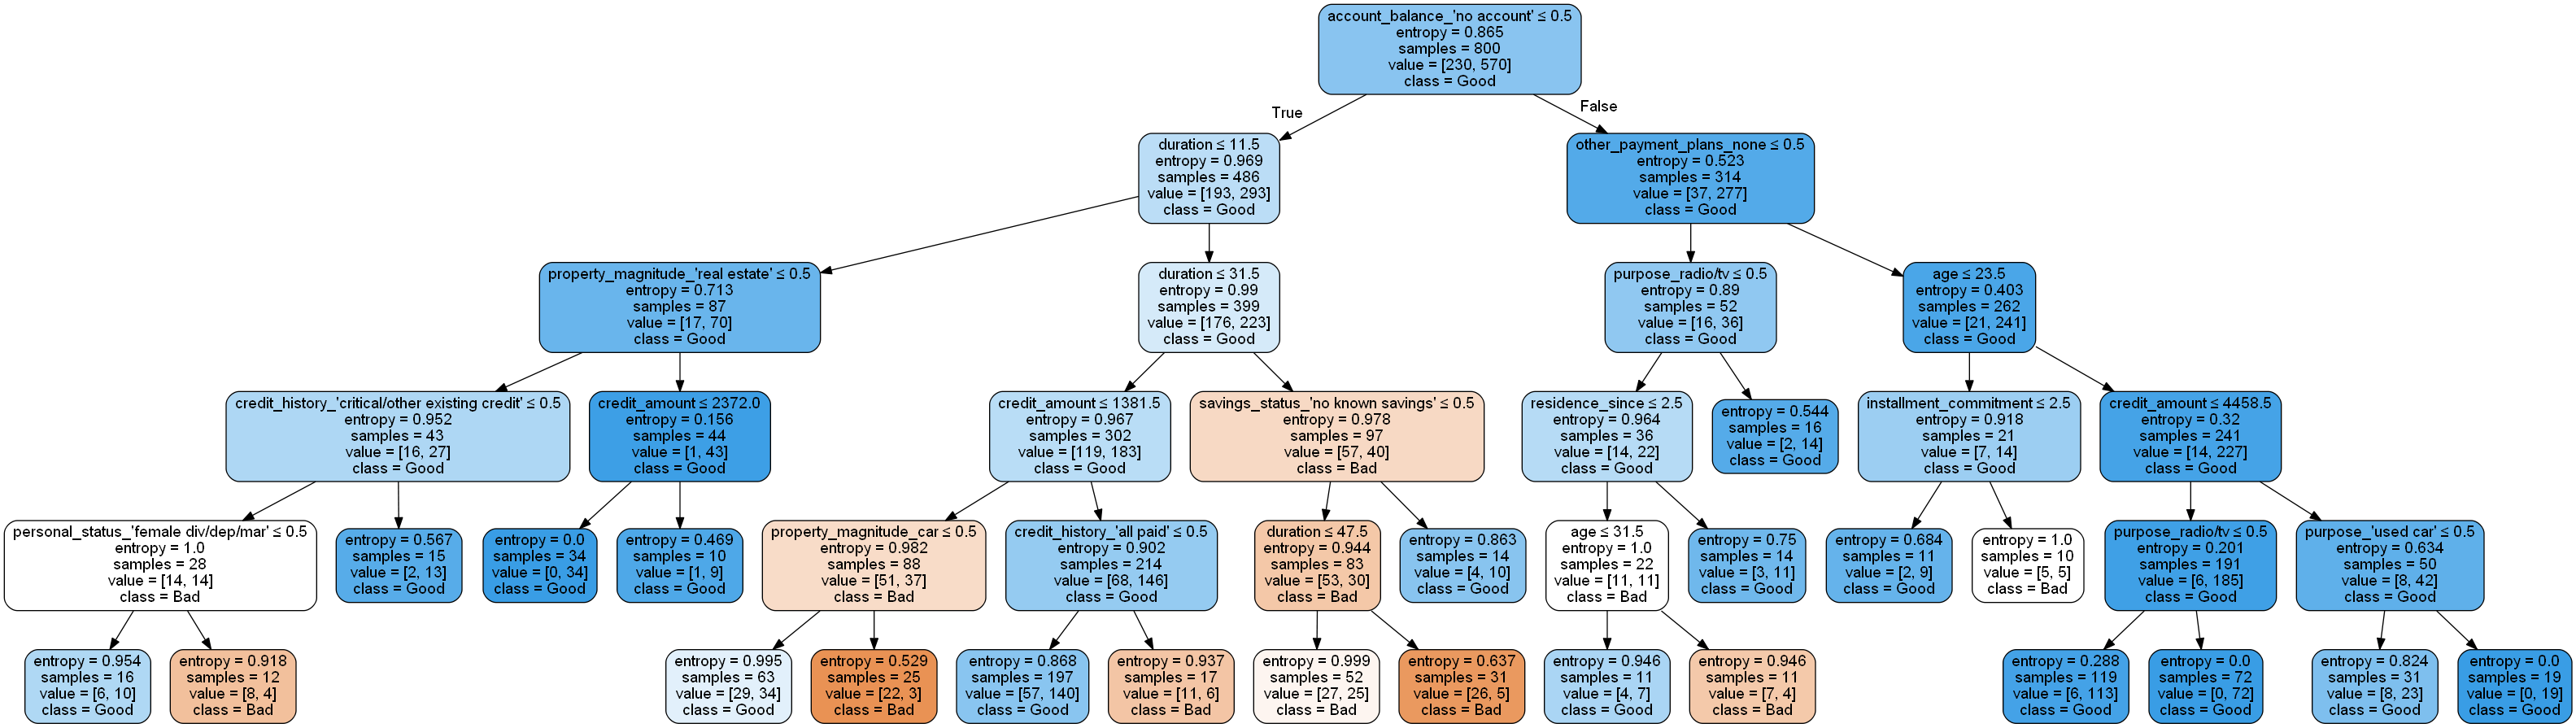 account_balance_'no account' ≤ 0.5
entropy = 0.865
samples = 800
value = [230, 570]
class = Good
True
False
duration ≤ 11.5
entropy = 0.969
samples = 486
value = [193, 293]
class = Good
other_payment_plans_none ≤ 0.5
entropy = 0.523
samples = 314
value = [37, 277]
class = Good
property_magnitude_'real estate' ≤ 0.5
entropy = 0.713
samples = 87
value = [17, 70]
class = Good
duration ≤ 31.5
entropy = 0.99
samples = 399
value = [176, 223]
class = Good
purpose_radio/tv ≤ 0.5
entropy = 0.89
samples = 52
value = [16, 36]
class = Good
age ≤ 23.5
entropy = 0.403
samples = 262
value = [21, 241]
class = Good
credit_history_'critical/other existing credit' ≤ 0.5
entropy = 0.952
samples = 43
value = [16, 27]
class = Good
credit_amount ≤ 2372.0
entropy = 0.156
samples = 44
value = [1, 43]
class = Good
credit_amount ≤ 1381.5
entropy = 0.967
samples = 302
value = [119, 183]
class = Good
savings_status_'no known savings' ≤ 0.5
entropy = 0.978
samples = 97
value = [57, 40]
class = Bad
residence_since ≤ 2.5
entropy = 0.964
samples = 36
value = [14, 22]
class = Good
entropy = 0.544
samples = 16
value = [2, 14]
class = Good
installment_commitment ≤ 2.5
entropy = 0.918
samples = 21
value = [7, 14]
class = Good
credit_amount ≤ 4458.5
entropy = 0.32
samples = 241
value = [14, 227]
class = Good
personal_status_'female div/dep/mar' ≤ 0.5
entropy = 1.0
samples = 28
value = [14, 14]
class = Bad
entropy = 0.567
samples = 15
value = [2, 13]
class = Good
entropy = 0.0
samples = 34
value = [0, 34]
class = Good
entropy = 0.469
samples = 10
value = [1, 9]
class = Good
property_magnitude_car ≤ 0.5
entropy = 0.982
samples = 88
value = [51, 37]
class = Bad
credit_history_'all paid' ≤ 0.5
entropy = 0.902
samples = 214
value = [68, 146]
class = Good
duration ≤ 47.5
entropy = 0.944
samples = 83
value = [53, 30]
class = Bad
entropy = 0.863
samples = 14
value = [4, 10]
class = Good
age ≤ 31.5
entropy = 1.0
samples = 22
value = [11, 11]
class = Bad
entropy = 0.75
samples = 14
value = [3, 11]
class = Good
entropy = 0.684
samples = 11
value = [2, 9]
class = Good
entropy = 1.0
samples = 10
value = [5, 5]
class = Bad
purpose_radio/tv ≤ 0.5
entropy = 0.201
samples = 191
value = [6, 185]
class = Good
purpose_'used car' ≤ 0.5
entropy = 0.634
samples = 50
value = [8, 42]
class = Good
entropy = 0.954
samples = 16
value = [6, 10]
class = Good
entropy = 0.918
samples = 12
value = [8, 4]
class = Bad
entropy = 0.995
samples = 63
value = [29, 34]
class = Good
entropy = 0.529
samples = 25
value = [22, 3]
class = Bad
entropy = 0.868
samples = 197
value = [57, 140]
class = Good
entropy = 0.937
samples = 17
value = [11, 6]
class = Bad
entropy = 0.999
samples = 52
value = [27, 25]
class = Bad
entropy = 0.637
samples = 31
value = [26, 5]
class = Bad
entropy = 0.946
samples = 11
value = [4, 7]
class = Good
entropy = 0.946
samples = 11
value = [7, 4]
class = Bad
entropy = 0.288
samples = 119
value = [6, 113]
class = Good
entropy = 0.0
samples = 72
value = [0, 72]
class = Good
entropy = 0.824
samples = 31
value = [8, 23]
class = Good
entropy = 0.0
samples = 19
value = [0, 19]
class = Good